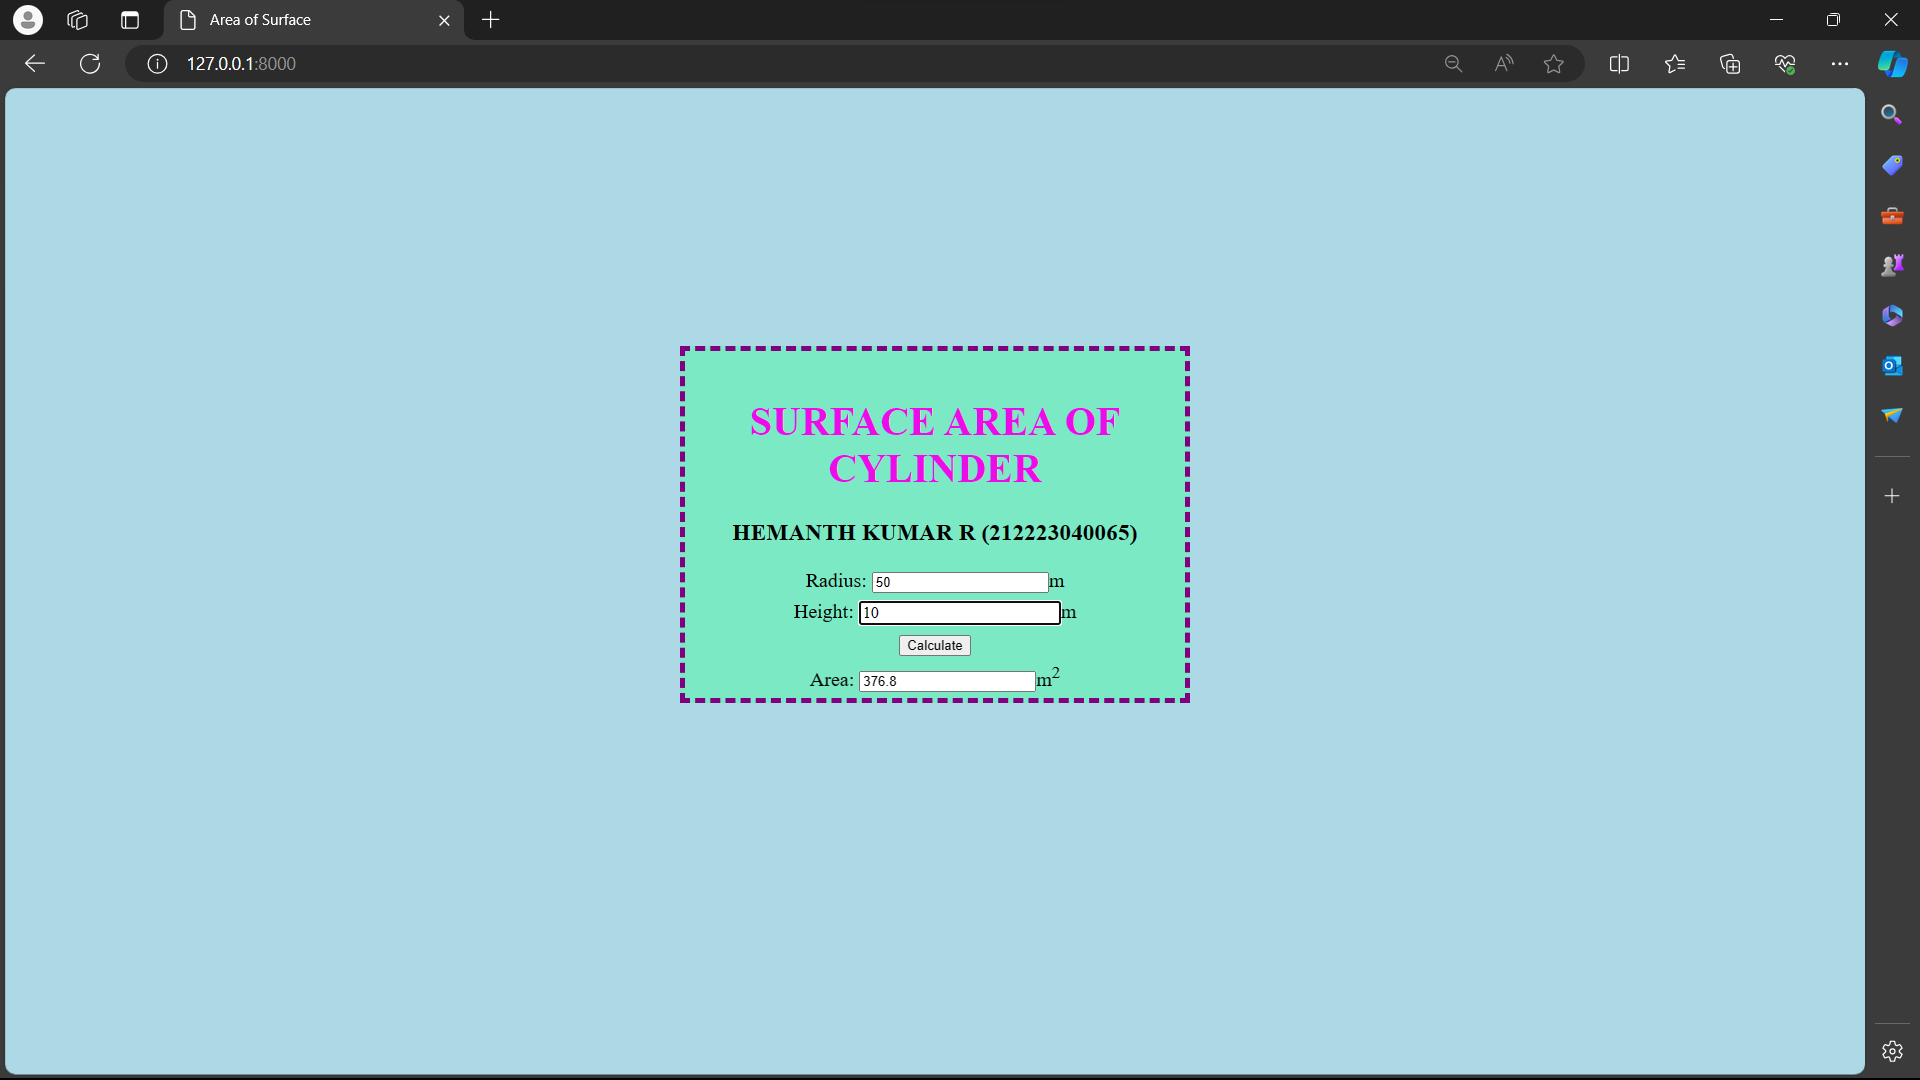 Area of Surface
127.0.0.1:8000
SURFACE AREA OF
CYLINDER
HEMANTH KUMAR R (212223040065)
Radius: 50 m
Height: 10 m
Calculate
Area: 376.8 m²